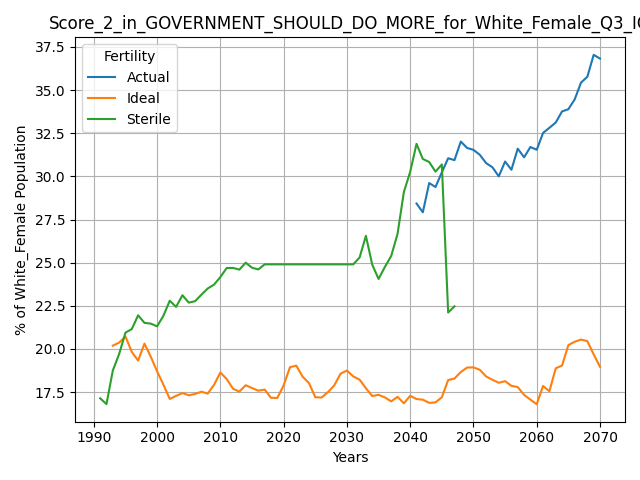 Score_2_in_GOVERNMENT_SHOULD_DO_MORE_for_White_Female_Q3_IQ
Fertility
Actual
Ideal
Sterile
37.5
35.0
32.5
30.0
27.5
25.0
22.5
20.0
17.5
% of White_Female Population
1990
2000
2010
2020
2030
2040
2050
2060
2070
Years